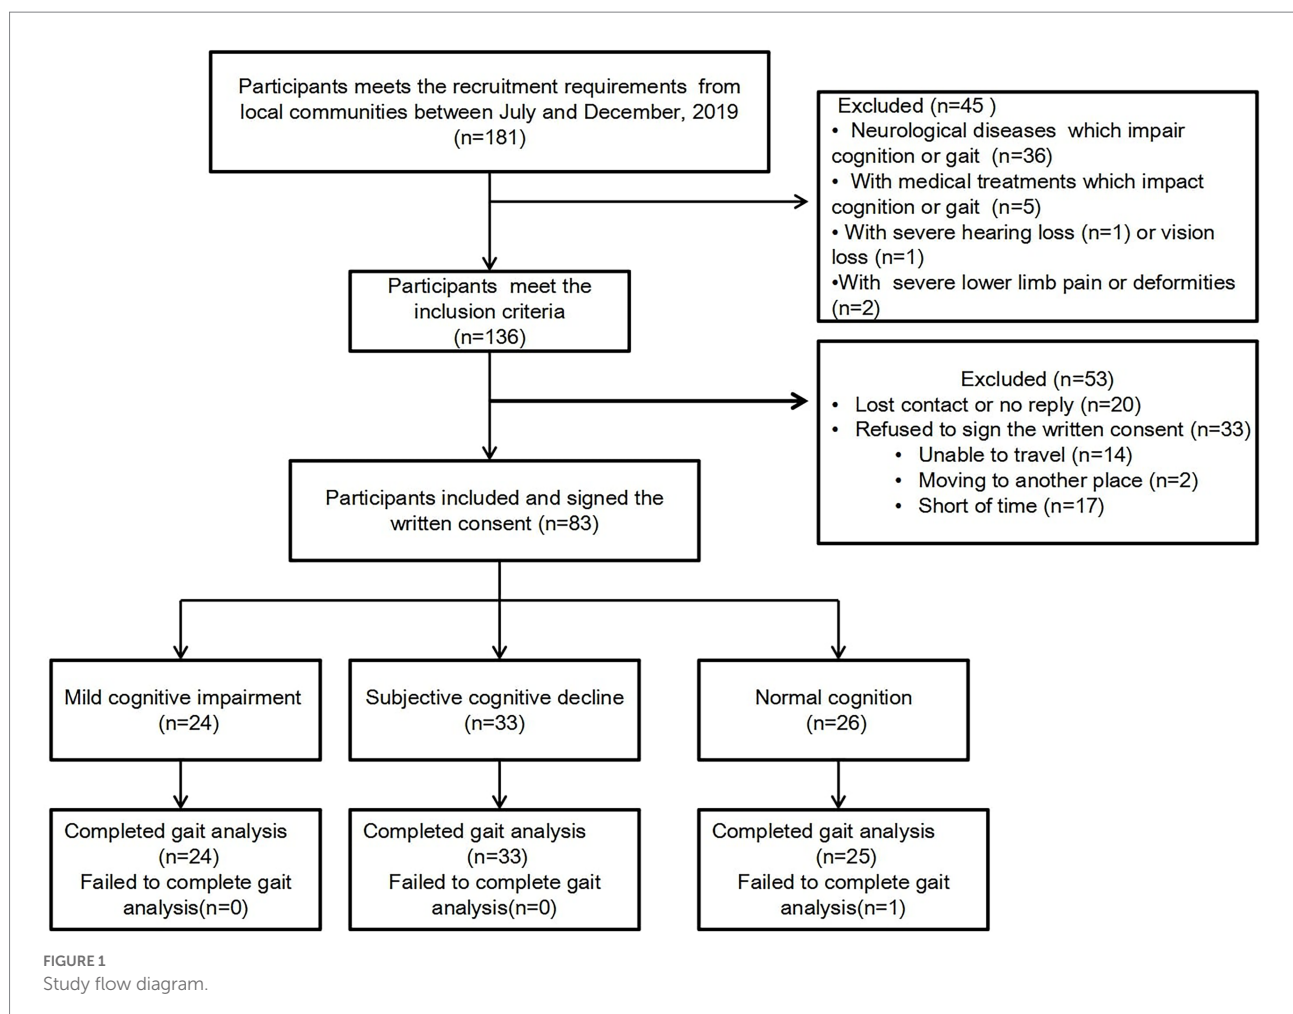 Participants meets the recruitment requirements from
local communities between July and December, 2019
(n=181)
Excluded (n=45 )
• Neurological diseases which impair
cognition or gait (n=36)
• With medical treatments which impact
cognition or gait (n=5)
• With severe hearing loss (n=1) or vision
loss (n=1)
•With severe lower limb pain or deformities
(n=2)
Participants meet the
inclusion criteria
(n=136)
Excluded (n=53)
• Lost contact or no reply (n=20)
• Refused to sign the written consent (n=33)
• Unable to travel (n=14)
• Moving to another place (n=2)
• Short of time (n=17)
Participants included and signed the
written consent (n=83)
Mild cognitive impairment
(n=24)
Subjective cognitive decline
(n=33)
Normal cognition
(n=26)
Completed gait analysis
(n=24)
Failed to complete gait
analysis(n=0)
Completed gait analysis
(n=33)
Failed to complete gait
analysis(n=0)
Completed gait analysis
(n=25)
Failed to complete gait
analysis(n=1)
FIGURE 1
Study flow diagram.